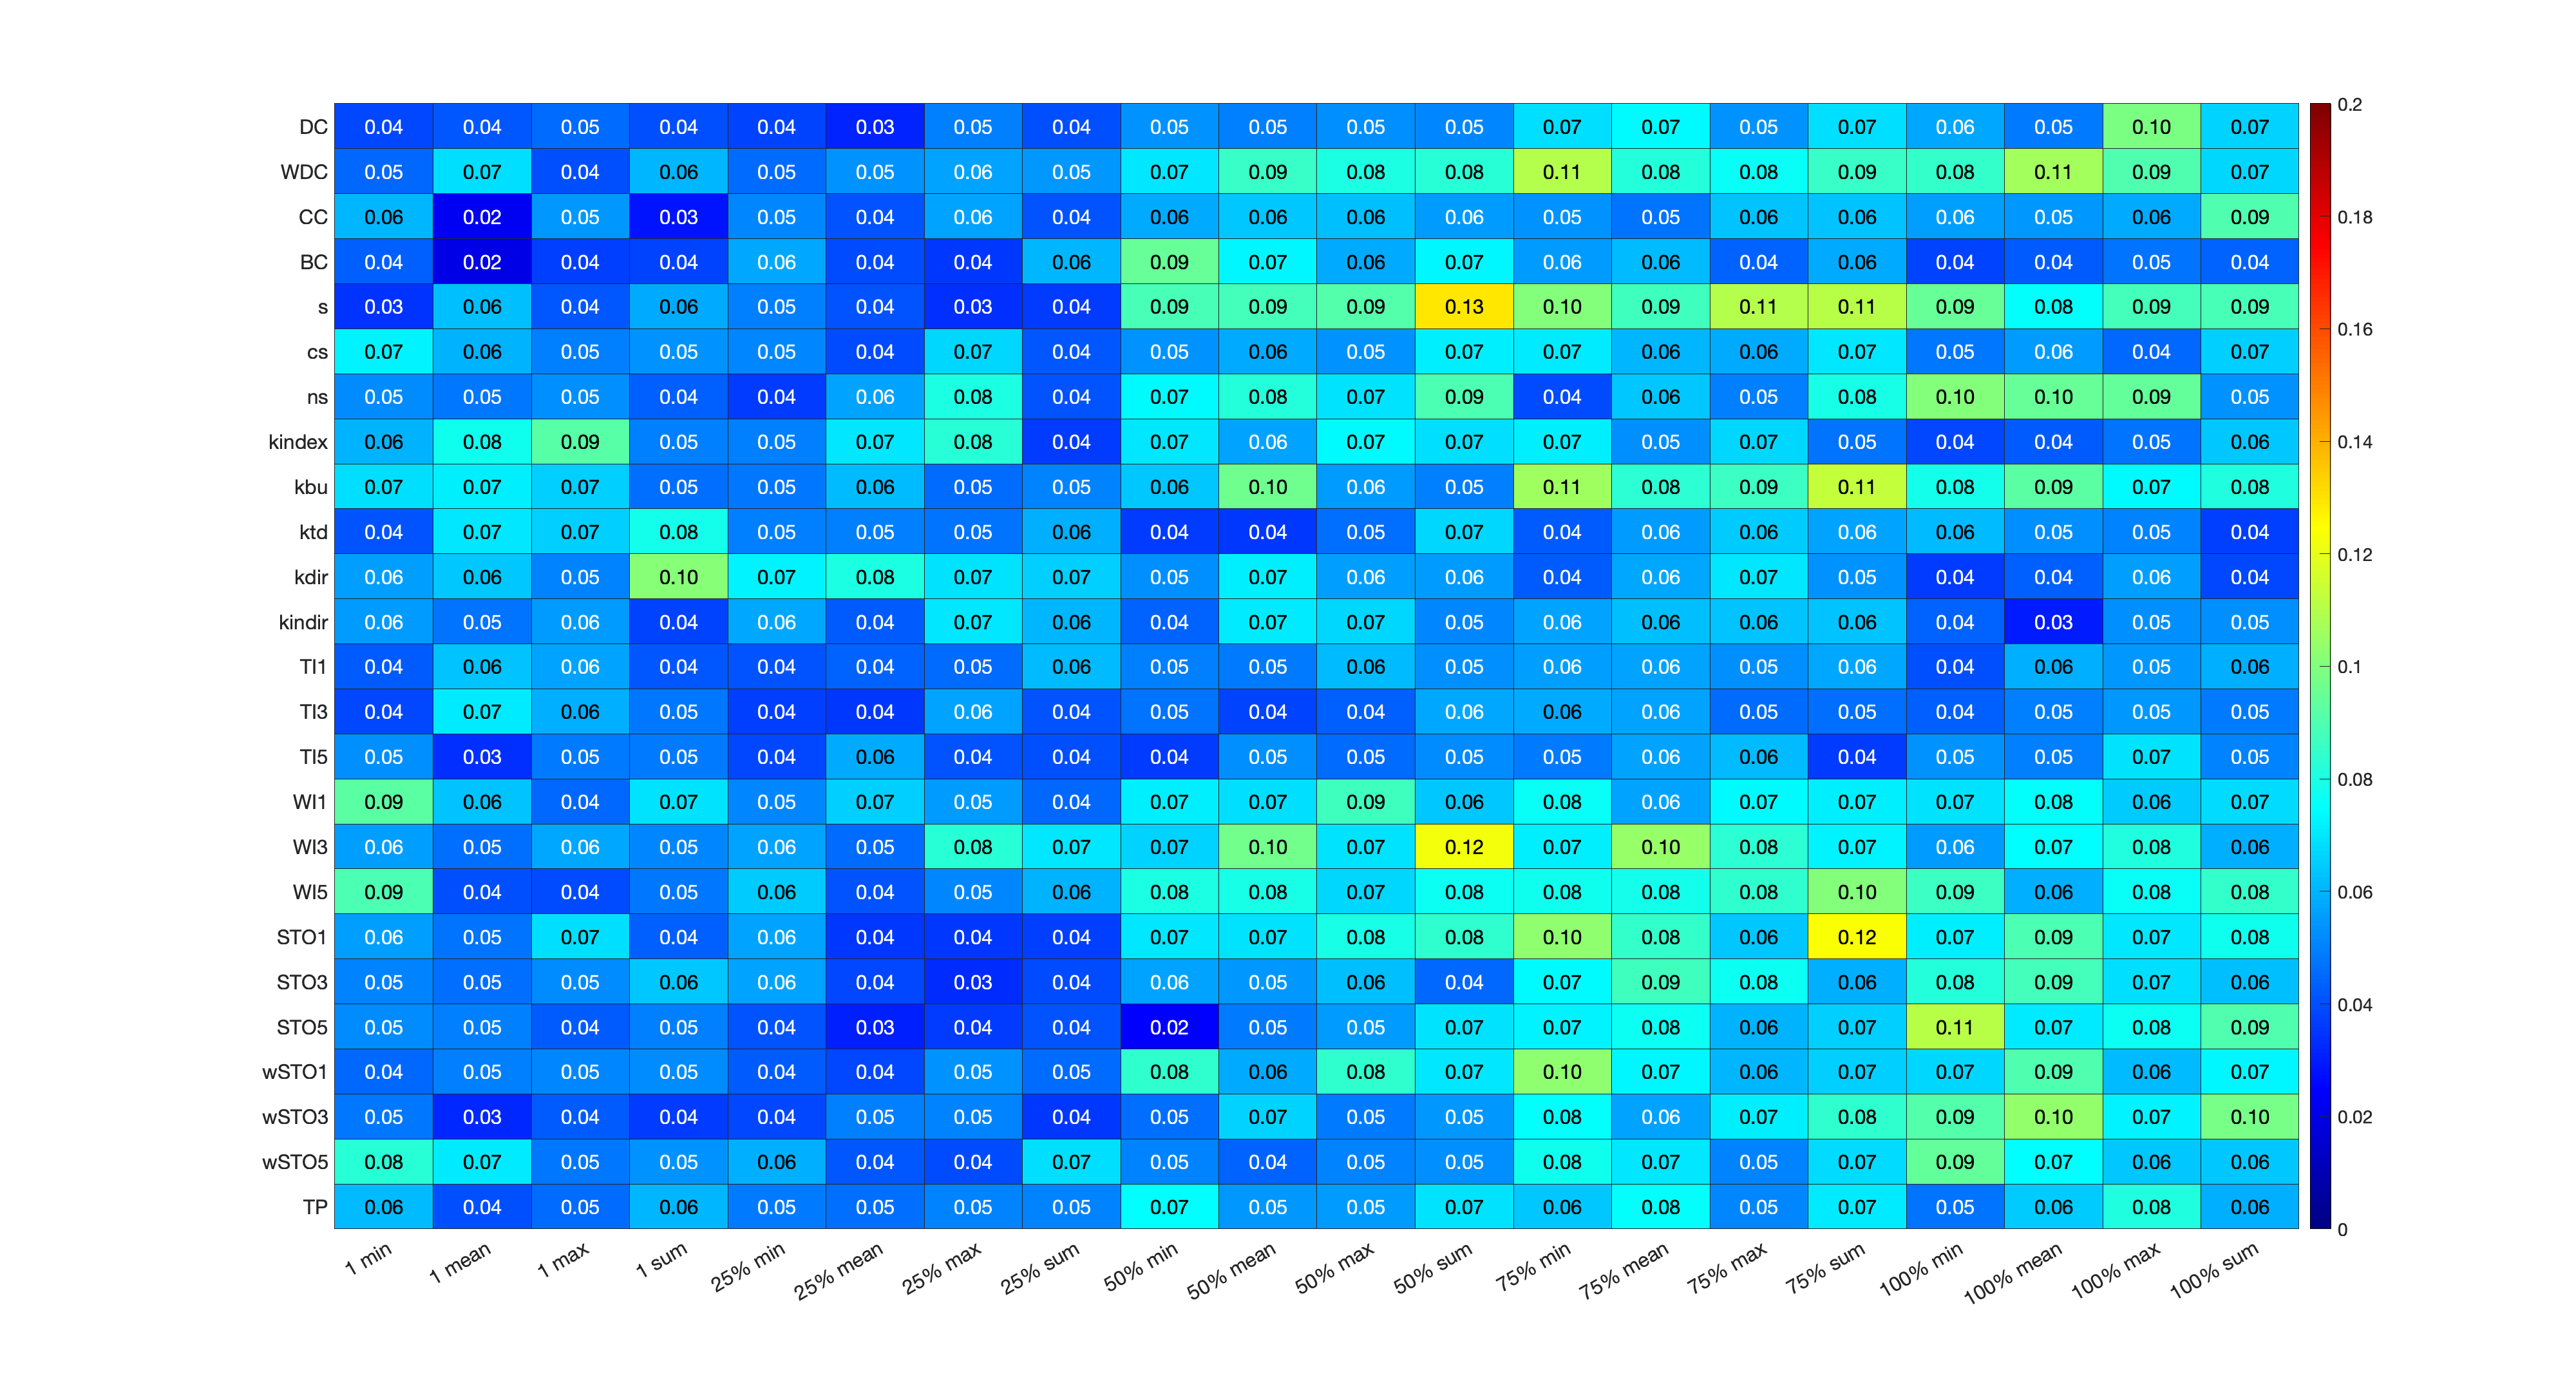 DC 0.04 0.04 0.05 0.04 0.04 0.03 0.05 0.04 0.05 0.05 0.05 0.05 0.07 0.07 0.05 0.07 0.06 0.05 0.10 0.07 0.2
WDC 0.05 0.07 0.04 0.06 0.05 0.05 0.06 0.05 0.07 0.09 0.08 0.08 0.11 0.08 0.08 0.09 0.08 0.11 0.09 0.07
CC 0.06 0.02 0.05 0.03 0.05 0.04 0.06 0.04 0.06 0.06 0.06 0.06 0.05 0.05 0.06 0.06 0.06 0.05 0.06 0.09 0.18
BC 0.04 0.02 0.04 0.04 0.06 0.04 0.04 0.06 0.09 0.07 0.06 0.07 0.06 0.06 0.04 0.06 0.04 0.04 0.05 0.04
s 0.03 0.06 0.04 0.06 0.05 0.04 0.03 0.04 0.09 0.09 0.09 0.13 0.10 0.09 0.11 0.11 0.09 0.08 0.09 0.09 0.16
cs 0.07 0.06 0.05 0.05 0.05 0.04 0.07 0.04 0.05 0.06 0.05 0.07 0.07 0.06 0.06 0.07 0.05 0.06 0.04 0.07
ns 0.05 0.05 0.05 0.04 0.04 0.06 0.08 0.04 0.07 0.08 0.07 0.09 0.04 0.06 0.05 0.08 0.10 0.10 0.09 0.05
kindex 0.06 0.08 0.09 0.05 0.05 0.07 0.08 0.04 0.07 0.06 0.07 0.07 0.07 0.05 0.07 0.05 0.04 0.04 0.05 0.06 0.14
kbu 0.07 0.07 0.07 0.05 0.05 0.06 0.05 0.05 0.06 0.10 0.06 0.05 0.11 0.08 0.09 0.11 0.08 0.09 0.07 0.08
ktd 0.04 0.07 0.07 0.08 0.05 0.05 0.05 0.06 0.04 0.04 0.05 0.07 0.04 0.06 0.06 0.06 0.06 0.05 0.05 0.04 0.12
kdir 0.06 0.06 0.05 0.10 0.07 0.08 0.07 0.07 0.05 0.07 0.06 0.06 0.04 0.06 0.07 0.05 0.04 0.04 0.06 0.04
kindir 0.06 0.05 0.06 0.04 0.06 0.04 0.07 0.06 0.04 0.07 0.07 0.05 0.06 0.06 0.06 0.06 0.04 0.03 0.05 0.05
TI1 0.04 0.06 0.06 0.04 0.04 0.04 0.05 0.06 0.05 0.05 0.06 0.05 0.06 0.06 0.05 0.06 0.04 0.06 0.05 0.06 0.1
TI3 0.04 0.07 0.06 0.05 0.04 0.04 0.06 0.04 0.05 0.04 0.04 0.06 0.06 0.06 0.05 0.05 0.04 0.05 0.05 0.05
TI5 0.05 0.03 0.05 0.05 0.04 0.06 0.04 0.04 0.04 0.05 0.05 0.05 0.05 0.06 0.06 0.04 0.05 0.05 0.07 0.05 0.08
WI1 0.09 0.06 0.04 0.07 0.05 0.07 0.05 0.04 0.07 0.07 0.09 0.06 0.08 0.06 0.07 0.07 0.07 0.08 0.06 0.07
WI3 0.06 0.05 0.06 0.05 0.06 0.05 0.08 0.07 0.07 0.10 0.07 0.12 0.07 0.10 0.08 0.07 0.06 0.07 0.08 0.06
WI5 0.09 0.04 0.04 0.05 0.06 0.04 0.05 0.06 0.08 0.08 0.07 0.08 0.08 0.08 0.08 0.10 0.09 0.06 0.08 0.08 0.06
STO1 0.06 0.05 0.07 0.04 0.06 0.04 0.04 0.04 0.07 0.07 0.08 0.08 0.10 0.08 0.06 0.12 0.07 0.09 0.07 0.08
STO3 0.05 0.05 0.05 0.06 0.06 0.04 0.03 0.04 0.06 0.05 0.06 0.04 0.07 0.09 0.08 0.06 0.08 0.09 0.07 0.06 0.04
STO5 0.05 0.05 0.04 0.05 0.04 0.03 0.04 0.04 0.02 0.05 0.05 0.07 0.07 0.08 0.06 0.07 0.11 0.07 0.08 0.09
wSTO1 0.04 0.05 0.05 0.05 0.04 0.04 0.05 0.05 0.08 0.06 0.08 0.07 0.10 0.07 0.06 0.07 0.07 0.09 0.06 0.07
wSTO3 0.05 0.03 0.04 0.04 0.04 0.05 0.05 0.04 0.05 0.07 0.05 0.05 0.08 0.06 0.07 0.08 0.09 0.10 0.07 0.10 0.02
wSTO5 0.08 0.07 0.05 0.05 0.06 0.04 0.04 0.07 0.05 0.04 0.05 0.05 0.08 0.07 0.05 0.07 0.09 0.07 0.06 0.06
TP 0.06 0.04 0.05 0.06 0.05 0.05 0.05 0.05 0.07 0.05 0.05 0.07 0.06 0.08 0.05 0.07 0.05 0.06 0.08 0.06 0
1 min 1 mean 1 max 1 sum 25% min 25% mean 25% max 25% sum 50% min 50% mean 50% max 50% sum 75% min 75% mean 75% max 75% sum 100% min 100% mean 100% max 100% sum